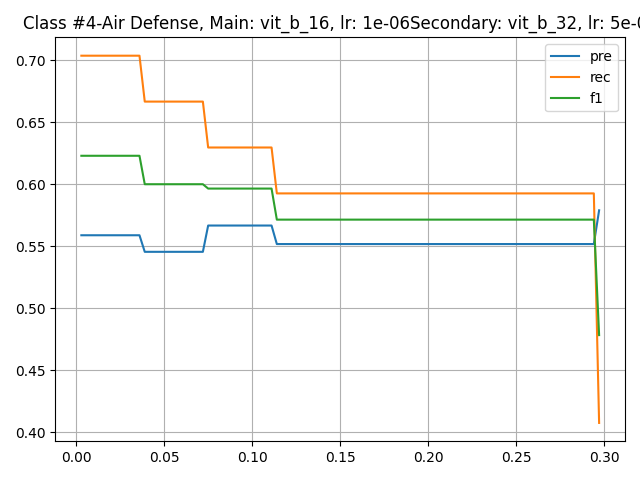 Class #4-Air Defense, Main: vit_b_16, lr: 1e-06Secondary: vit_b_32, lr: 5e-0
pre
rec
f1
0.70
0.65
0.60
0.55
0.50
0.45
0.40
0.00 0.05 0.10 0.15 0.20 0.25 0.30